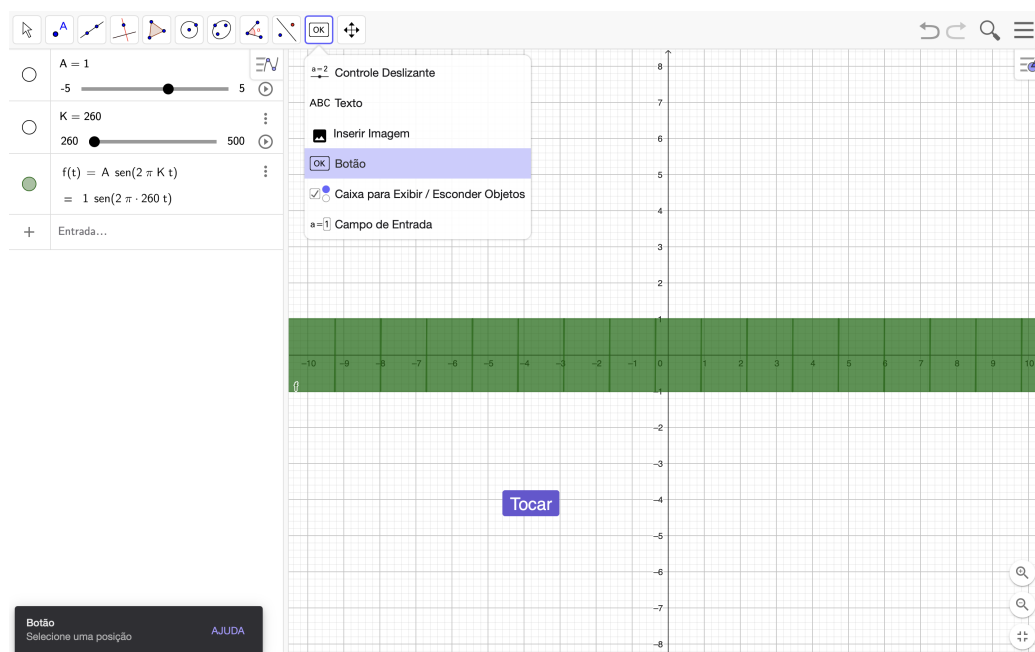 A
OK
A = 1
-5
5
K = 260
260
500
f(t) = A sen(2 π K t)
= 1 sen(2 π · 260 t)
+ Entrada...
a=2 Controle Deslizante
ABC Texto
Inserir Imagem
OK Botão
Caixa para Exibir / Esconder Objetos
a=1 Campo de Entrada
8
7
6
5
4
3
2
1
–10 –9 –8 –7 –6 –5 –4 –3 –2 –1 0 1 2 3 4 5 6 7 8 9 10
f
–1
–2
–3
–4
–5
–6
–7
–8
Tocar
Botão
Selecione uma posição
AJUDA